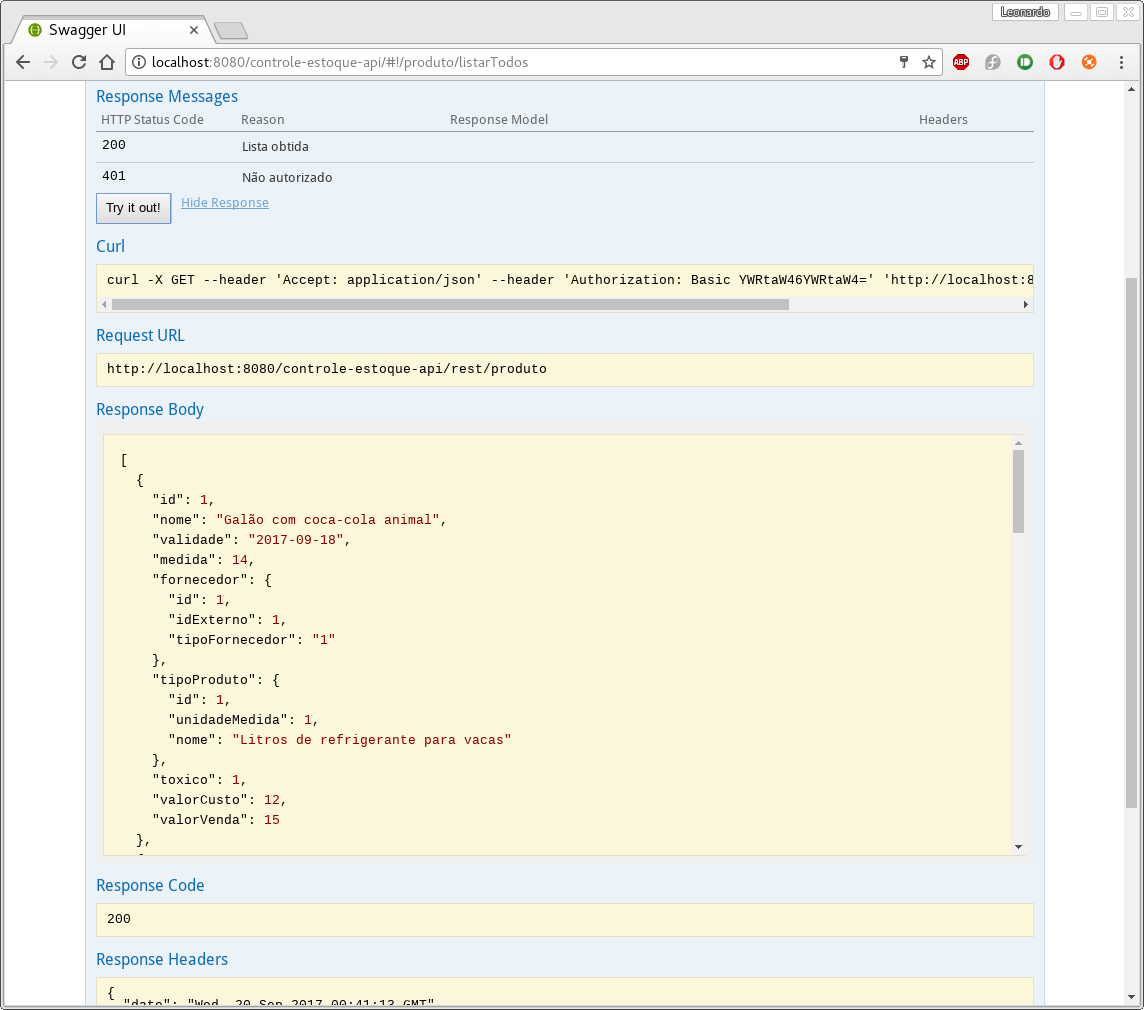 Leonardo
Swagger UI
localhost:8080/controle-estoque-api/#!/produto/listarTodos
ABP
Response Messages
HTTP Status Code Reason Response Model Headers
200 Lista obtida
401 Não autorizado
Try it out! Hide Response
Curl
curl -X GET --header 'Accept: application/json' --header 'Authorization: Basic YWRtaW46YWRtaW4=' 'http://localhost:8
Request URL
http://localhost:8080/controle-estoque-api/rest/produto
Response Body
[
{
"id": 1,
"nome": "Galão com coca-cola animal",
"validade": "2017-09-18",
"medida": 14,
"fornecedor": {
"id": 1,
"idExterno": 1,
"tipoFornecedor": "1"
},
"tipoProduto": {
"id": 1,
"unidadeMedida": 1,
"nome": "Litros de refrigerante para vacas"
},
"toxico": 1,
"valorCusto": 12,
"valorVenda": 15
},
Response Code
200
Response Headers
{
"date": "Wed, 20 Sep 2017 00:41:13 GMT",